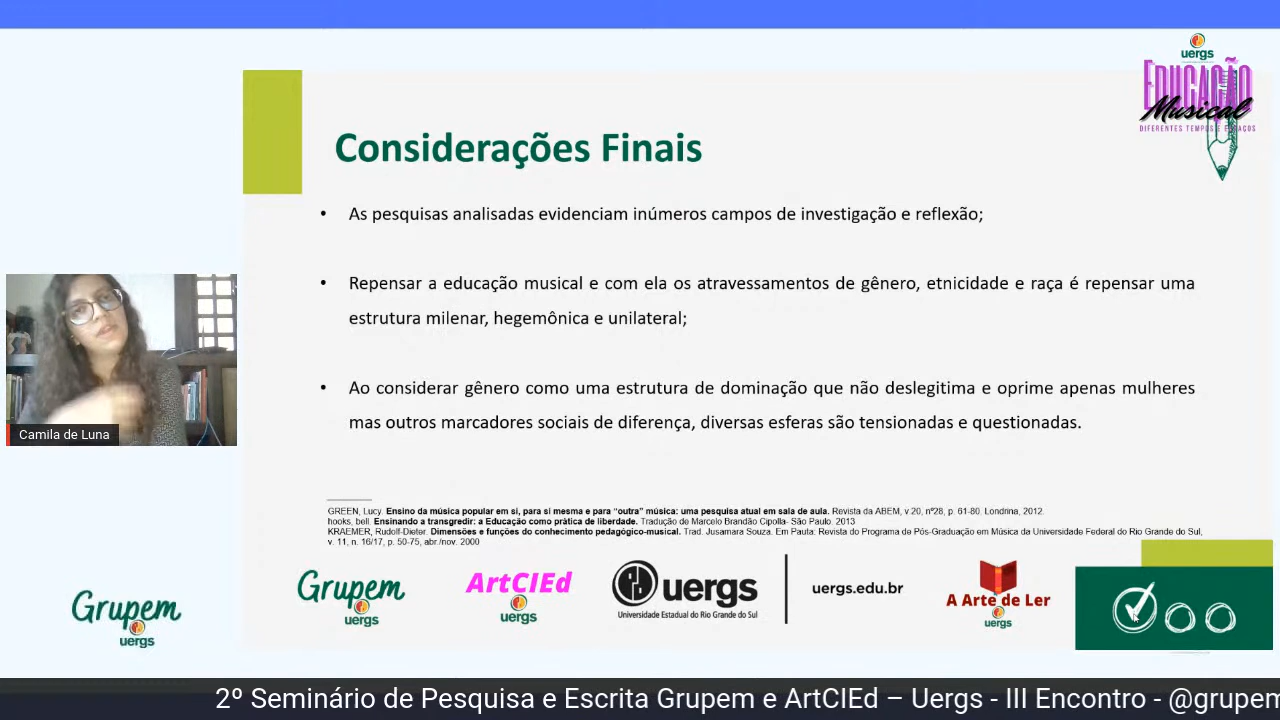 uergs
EDUCAÇÃO
Musical
DIFERENTES TEMPOS E ESPAÇOS
Considerações Finais
• As pesquisas analisadas evidenciam inúmeros campos de investigação e reflexão;
• Repensar a educação musical e com ela os atravessamentos de gênero, etnicidade e raça é repensar uma
estrutura milenar, hegemônica e unilateral;
• Ao considerar gênero como uma estrutura de dominação que não deslegitima e oprime apenas mulheres
mas outros marcadores sociais de diferença, diversas esferas são tensionadas e questionadas.
Camila de Luna
GREEN, Lucy. Ensino da música popular em si, para si mesma e para “outra” música: uma pesquisa atual em sala de aula. Revista da ABEM, v.20, nº28, p. 61-80, Londrina, 2012.
hooks, bell. Ensinando a transgredir: a Educação como prática de liberdade. Tradução de Marcelo Brandão Cipolla- São Paulo. 2013
KRAEMER, Rudolf-Dieter. Dimensões e funções do conhecimento pedagógico-musical. Trad. Jusamara Souza. Em Pauta: Revista do Programa de Pós-Graduação em Música da Universidade Federal do Rio Grande do Sul,
v. 11, n. 16/17, p. 50-75, abr./nov. 2000
Grupem
uergs
Grupem
uergs
ArtCIEd
uergs
uergs
Universidade Estadual do Rio Grande do Sul
uergs.edu.br
A Arte de Ler
uergs
2º Seminário de Pesquisa e Escrita Grupem e ArtCIEd – Uergs - III Encontro - @grupem